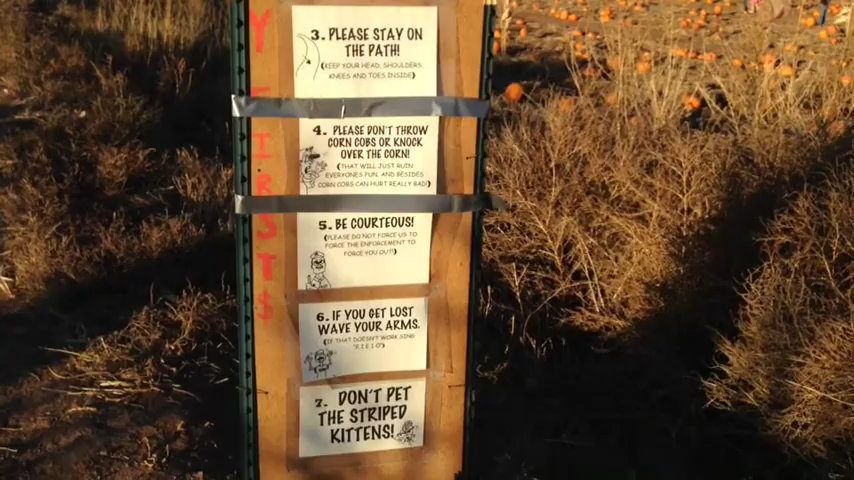 3. PLEASE STAY ON
THE PATH!
(KEEP YOUR HEAD, SHOULDERS,
KNEES AND TOES INSIDE)
4. PLEASE DON'T THROW
CORN COBS OR KNOCK
OVER THE CORN!
(THAT WILL JUST RUIN
EVERYONES FUN, AND BESIDES
CORN COBS CAN HURT REALLY BAD)
5. BE COURTEOUS!
(PLEASE DO NOT FORCE US TO
FORCE THE ENFORCEMENT TO
FORCE YOU OUT!)
6. IF YOU GET LOST
WAVE YOUR ARMS.
(IF THAT DOESN'T WORK SING
"E I E I O")
7. DON'T PET
THE STRIPED
KITTENS!